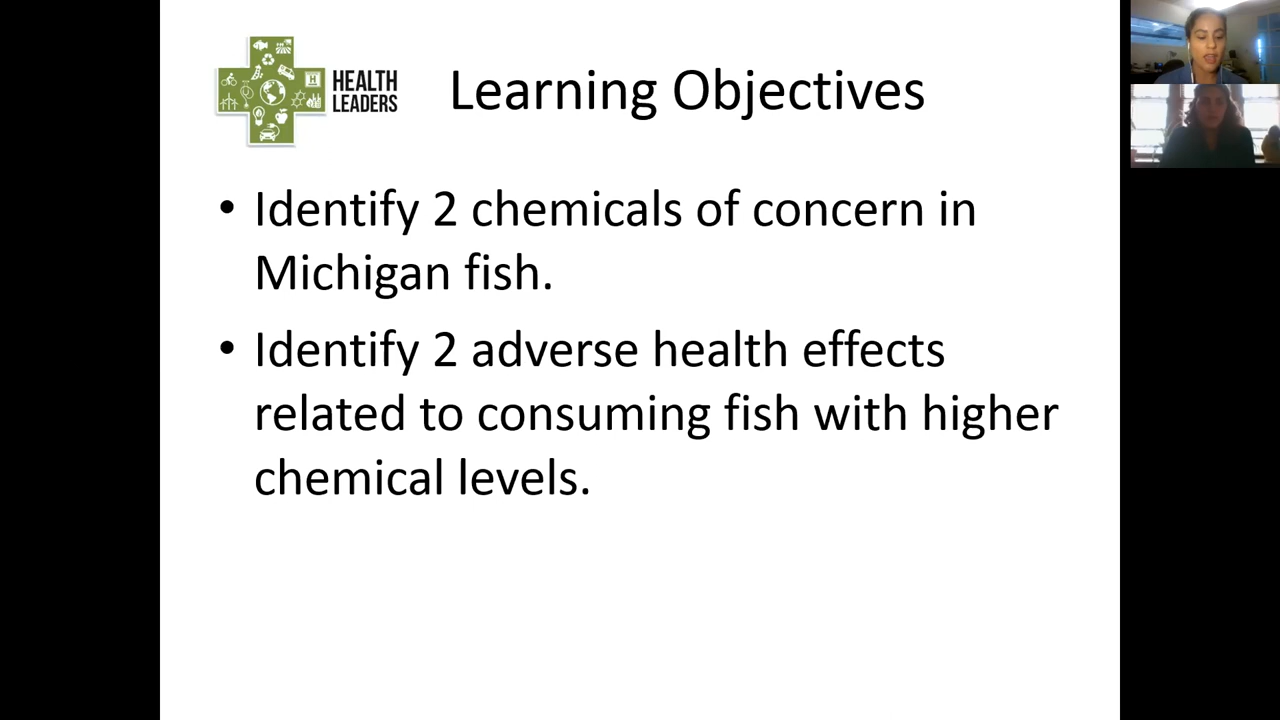 HEALTH
LEADERS
Learning Objectives
• Identify 2 chemicals of concern in
Michigan fish.
• Identify 2 adverse health effects
related to consuming fish with higher
chemical levels.